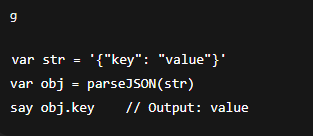 g
var str = '{"key": "value"}'
var obj = parseJSON(str)
say obj.key    // Output: value